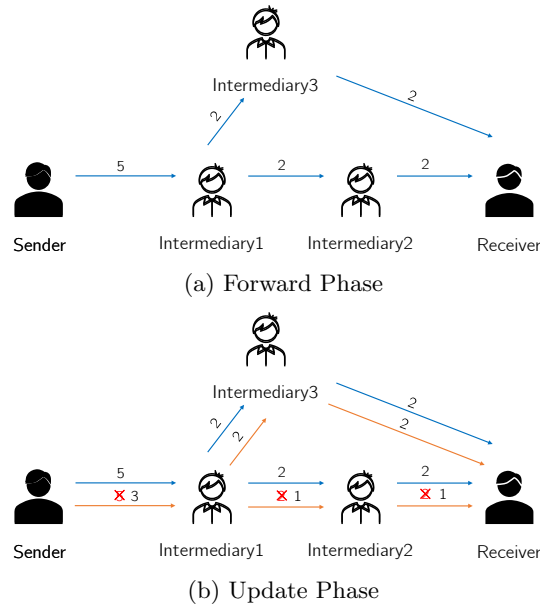 Intermediary3
2
2
5
2
2
Sender
Intermediary1
Intermediary2
Receiver
(a) Forward Phase
Intermediary3
2
2
2
2
5
2
2
3
1
1
Sender
Intermediary1
Intermediary2
Receiver
(b) Update Phase